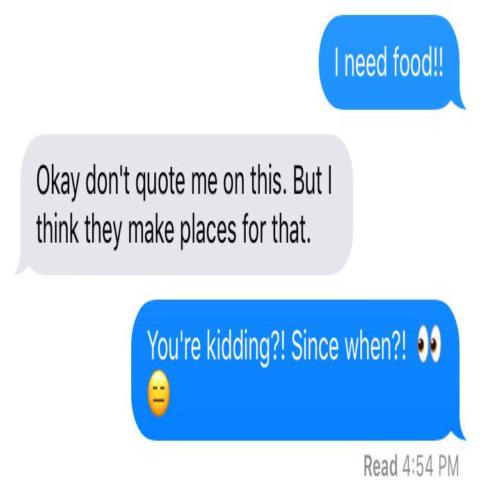 I need food!!
Okay don't quote me on this. But I
think they make places for that.
You're kidding?! Since when?! 👀
😑
Read 4:54 PM